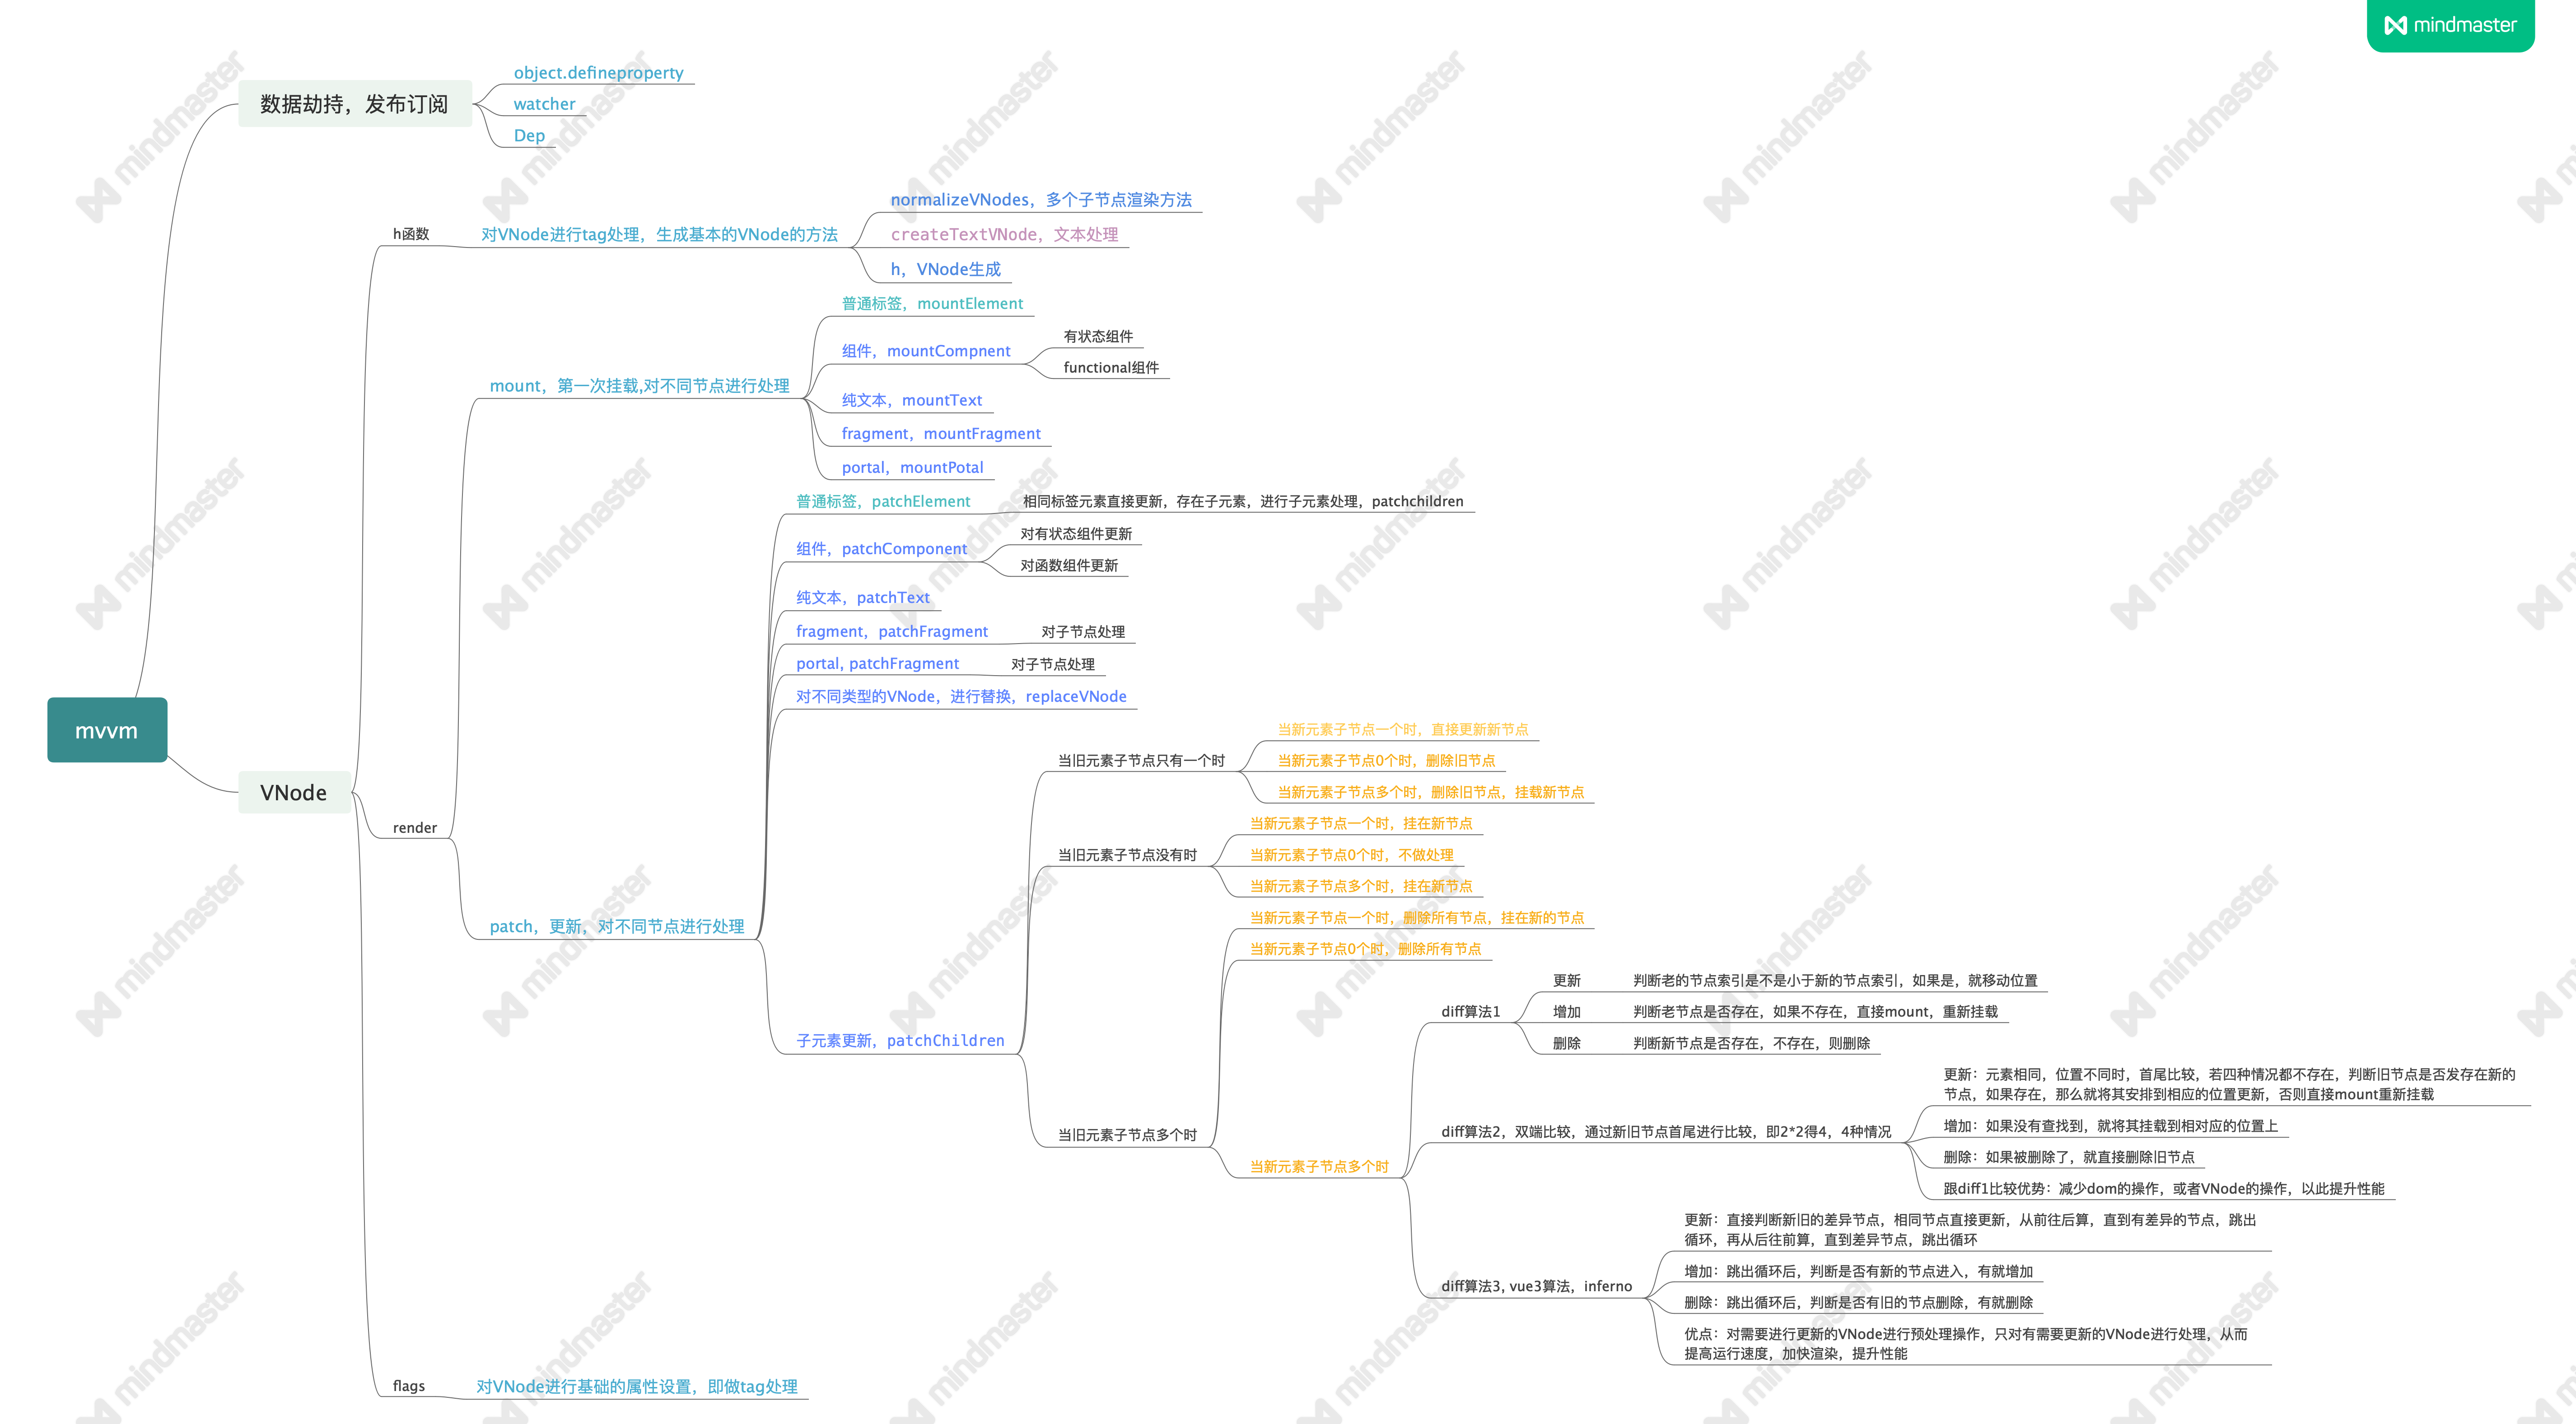 mindmaster
object.defineproperty
数据劫持，发布订阅
watcher
Dep
normalizeVNodes，多个子节点渲染方法
h函数
对VNode进行tag处理，生成基本的VNode的方法
createTextVNode，文本处理
h，VNode生成
普通标签，mountElement
有状态组件
组件，mountCompnent
functional组件
mount，第一次挂载,对不同节点进行处理
纯文本，mountText
fragment，mountFragment
portal，mountPotal
普通标签，patchElement
相同标签元素直接更新，存在子元素，进行子元素处理，patchchildren
对有状态组件更新
组件，patchComponent
对函数组件更新
纯文本，patchText
fragment，patchFragment
对子节点处理
portal, patchFragment
对子节点处理
对不同类型的VNode，进行替换，replaceVNode
mvvm
VNode
render
当新元素子节点一个时，直接更新新节点
当旧元素子节点只有一个时
当新元素子节点0个时，删除旧节点
当新元素子节点多个时，删除旧节点，挂载新节点
当新元素子节点一个时，挂在新节点
当旧元素子节点没有时
当新元素子节点0个时，不做处理
当新元素子节点多个时，挂在新节点
patch，更新，对不同节点进行处理
当新元素子节点一个时，删除所有节点，挂在新的节点
当新元素子节点0个时，删除所有节点
子元素更新，patchChildren
更新
判断老的节点索引是不是小于新的节点索引，如果是，就移动位置
diff算法1
增加
判断老节点是否存在，如果不存在，直接mount，重新挂载
删除
判断新节点是否存在，不存在，则删除
当旧元素子节点多个时
当新元素子节点多个时
更新：元素相同，位置不同时，首尾比较，若四种情况都不存在，判断旧节点是否发存在新的
节点，如果存在，那么就将其安排到相应的位置更新，否则直接mount重新挂载
diff算法2，双端比较，通过新旧节点首尾进行比较，即2*2得4，4种情况
增加：如果没有查找到，就将其挂载到相对应的位置上
删除：如果被删除了，就直接删除旧节点
跟diff1比较优势：减少dom的操作，或者VNode的操作，以此提升性能
更新：直接判断新旧的差异节点，相同节点直接更新，从前往后算，直到有差异的节点，跳出
循环，再从后往前算，直到差异节点，跳出循环
diff算法3, vue3算法，inferno
增加：跳出循环后，判断是否有新的节点进入，有就增加
删除：跳出循环后，判断是否有旧的节点删除，有就删除
优点：对需要进行更新的VNode进行预处理操作，只对有需要更新的VNode进行处理，从而
提高运行速度，加快渲染，提升性能
flags
对VNode进行基础的属性设置，即做tag处理